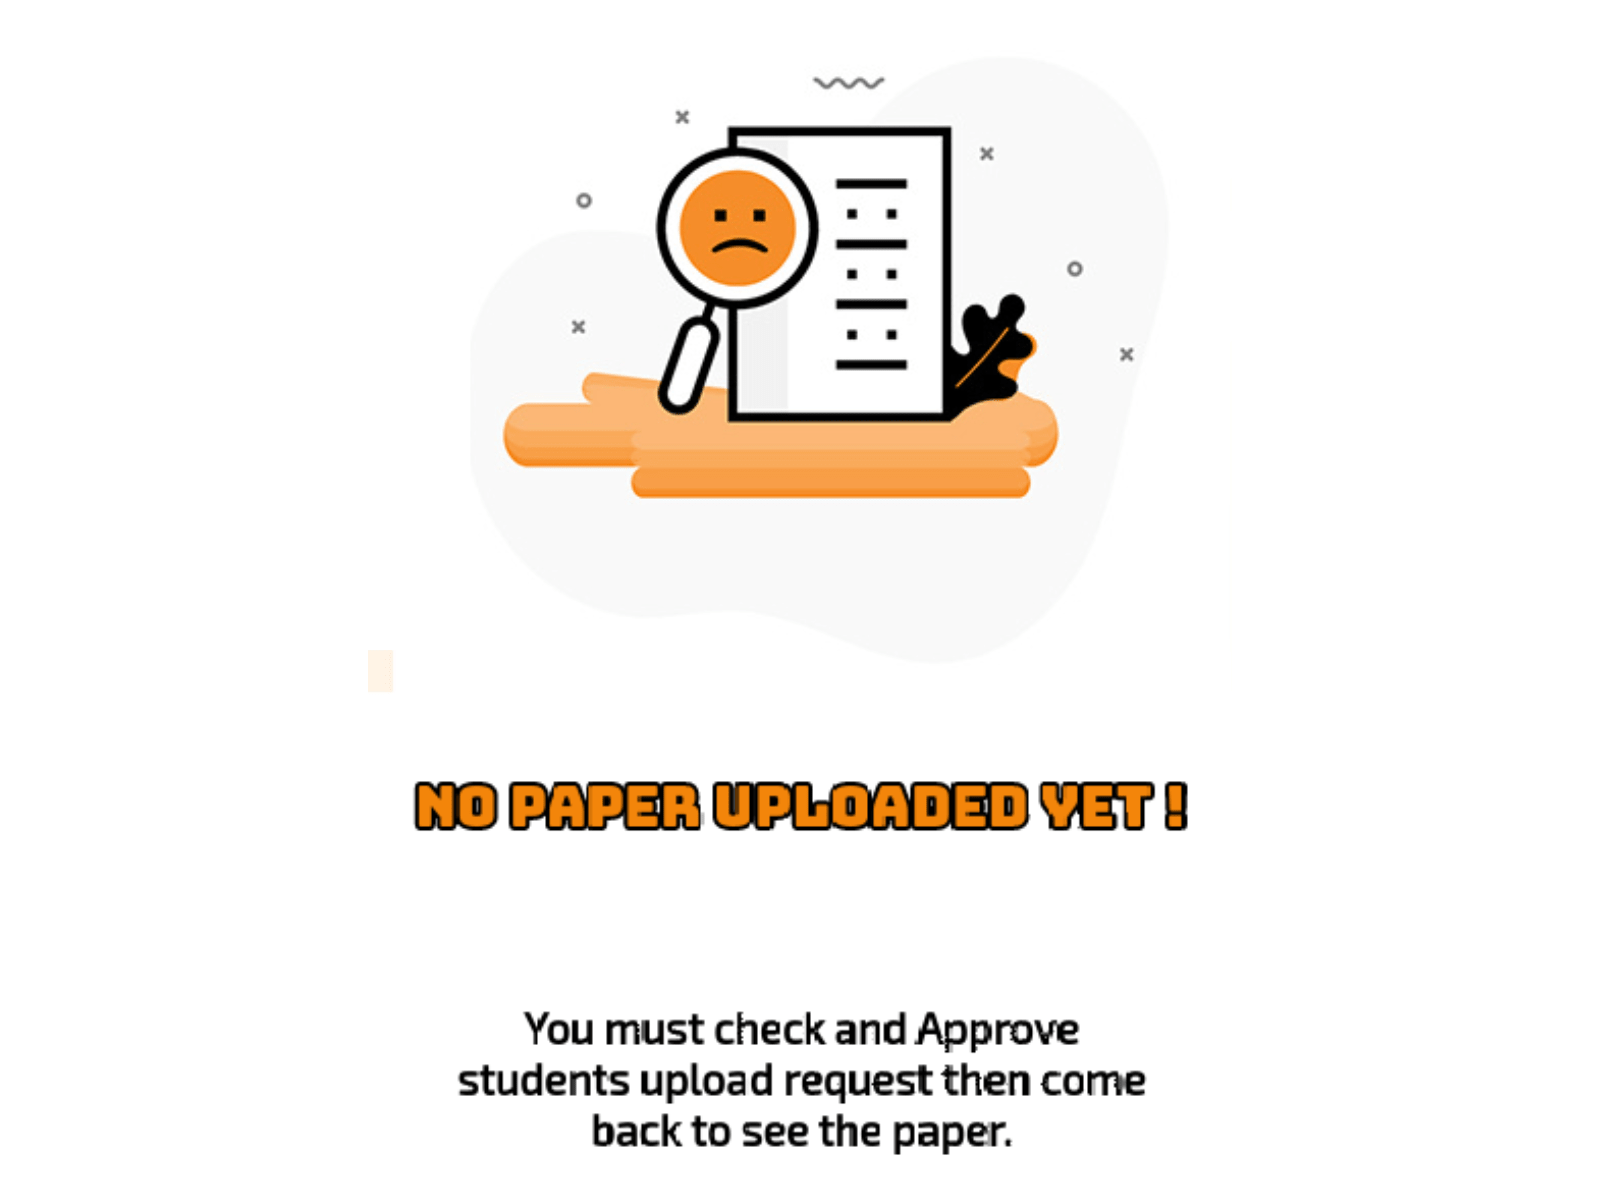 NO PAPER UPLOADED YET !
You must check and Approve
students upload request then come
back to see the paper.